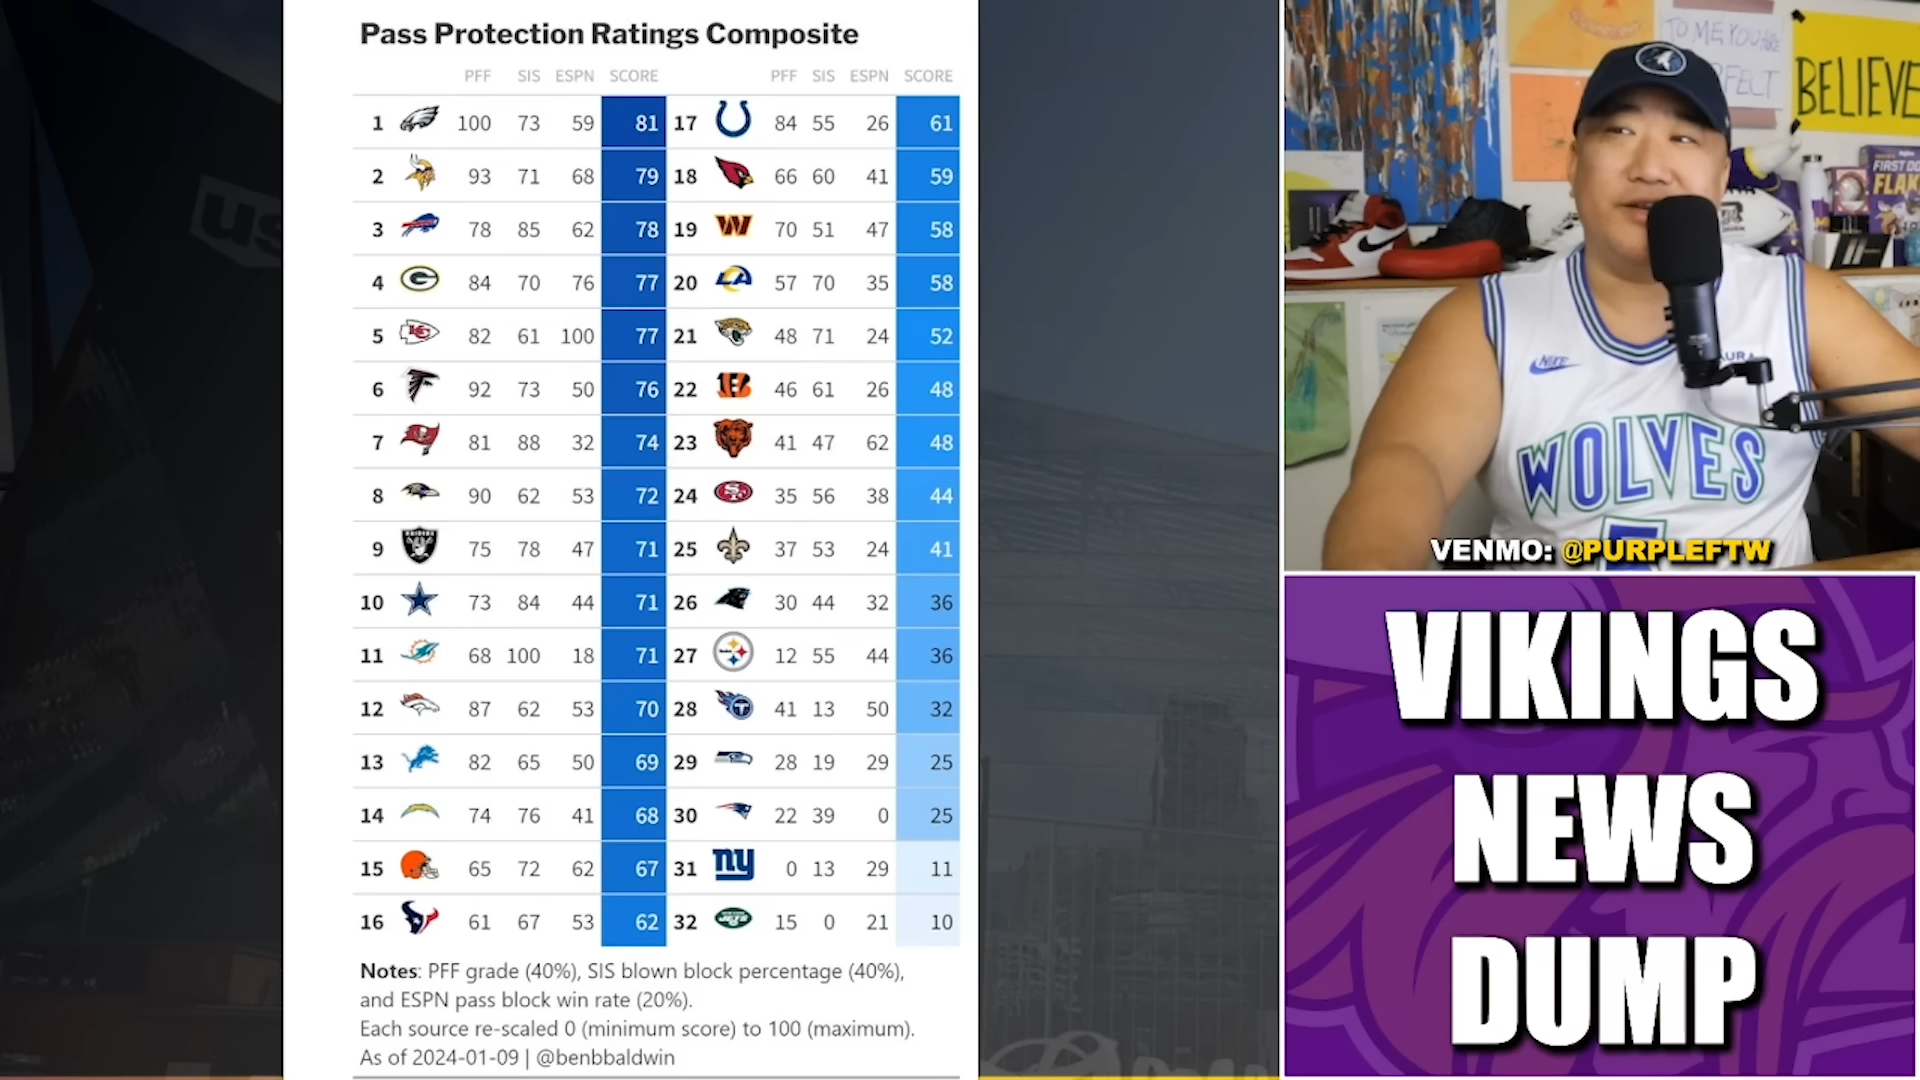 Pass Protection Ratings Composite
PFF SIS ESPN SCORE PFF SIS ESPN SCORE
1 100 73 59 81 17 84 55 26 61
2 93 71 68 79 18 66 60 41 59
3 78 85 62 78 19 70 51 47 58
4 84 70 76 77 20 57 70 35 58
5 82 61 100 77 21 48 71 24 52
6 92 73 50 76 22 46 61 26 48
7 81 88 32 74 23 41 47 62 48
8 90 62 53 72 24 35 56 38 44
9 75 78 47 71 25 37 53 24 41
10 73 84 44 71 26 30 44 32 36
11 68 100 18 71 27 12 55 44 36
12 87 62 53 70 28 41 13 50 32
13 82 65 50 69 29 28 19 29 25
14 74 76 41 68 30 22 39 0 25
15 65 72 62 67 31 ny 0 13 29 11
16 61 67 53 62 32 15 0 21 10
Notes: PFF grade (40%), SIS blown block percentage (40%),
and ESPN pass block win rate (20%).
Each source re-scaled 0 (minimum score) to 100 (maximum).
As of 2024-01-09 | @benbbaldwin
us
TO ME, YOU ARE
BELIEVE
NIKE
WOLVES
VENMO: @PURPLEFTW
VIKINGS
NEWS
DUMP